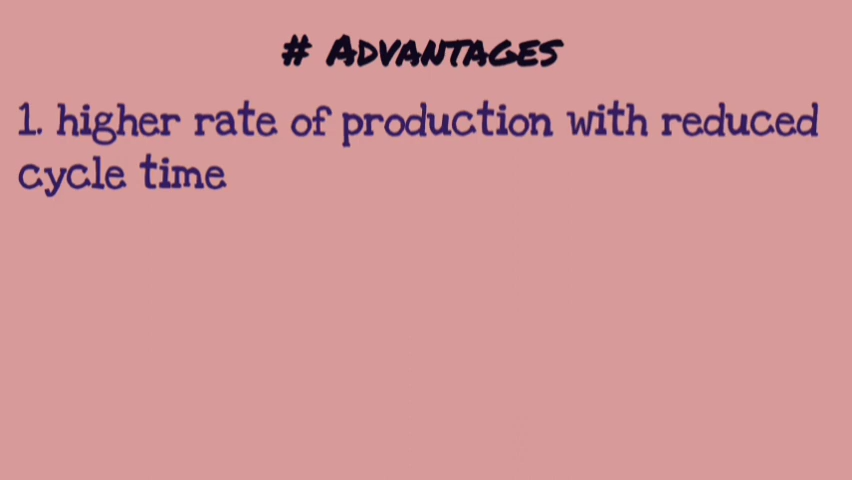 # ADVANTAGES
1. higher rate of production with reduced
cycle time